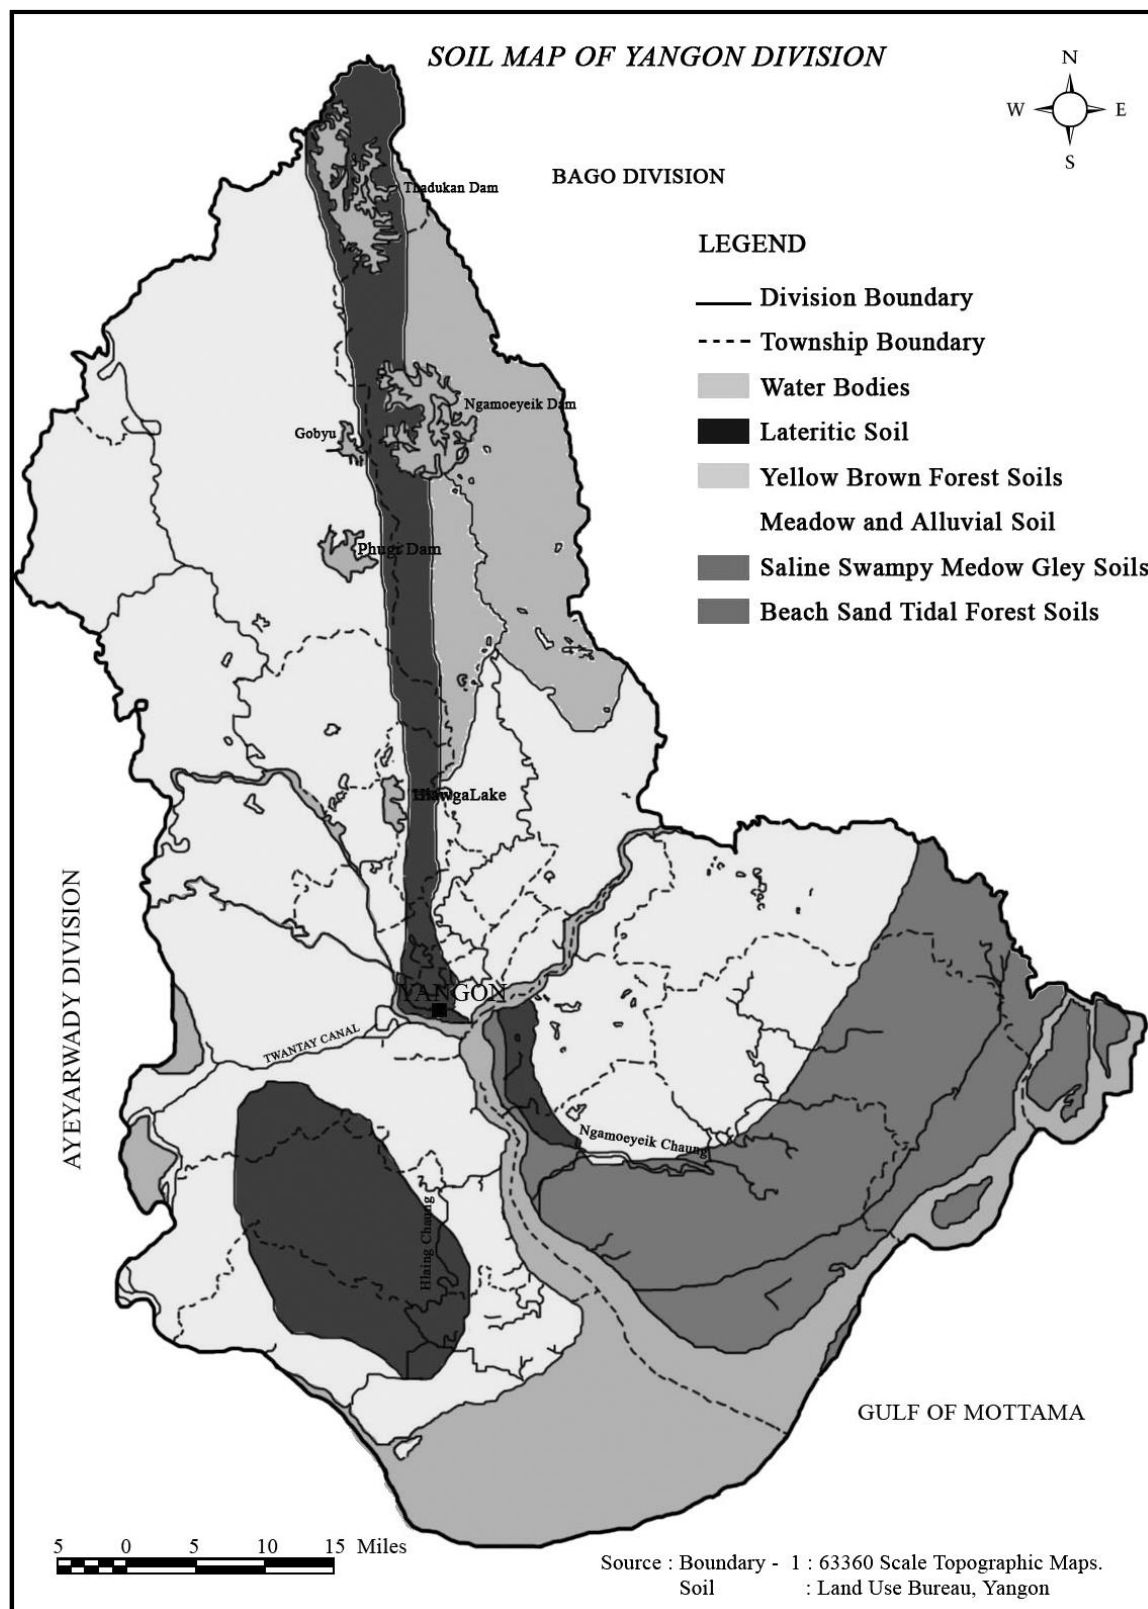 SOIL MAP OF YANGON DIVISION
N
W E
S
BAGO DIVISION
Thadukan Dam
LEGEND
Division Boundary
Township Boundary
Water Bodies
Lateritic Soil
Yellow Brown Forest Soils
Meadow and Alluvial Soil
Saline Swampy Medow Gley Soils
Beach Sand Tidal Forest Soils
Ngamoeyeik Dam
Gobyu
Phugi Dam
HlawgaLake
AYEYARWADY DIVISION
YANGON
TWANTAY CANAL
Ngamoeyeik Chaung
Hlaing Chaung
GULF OF MOTTAMA
5 0 5 10 15 Miles
Source : Boundary - 1 : 63360 Scale Topographic Maps.
Soil : Land Use Bureau, Yangon